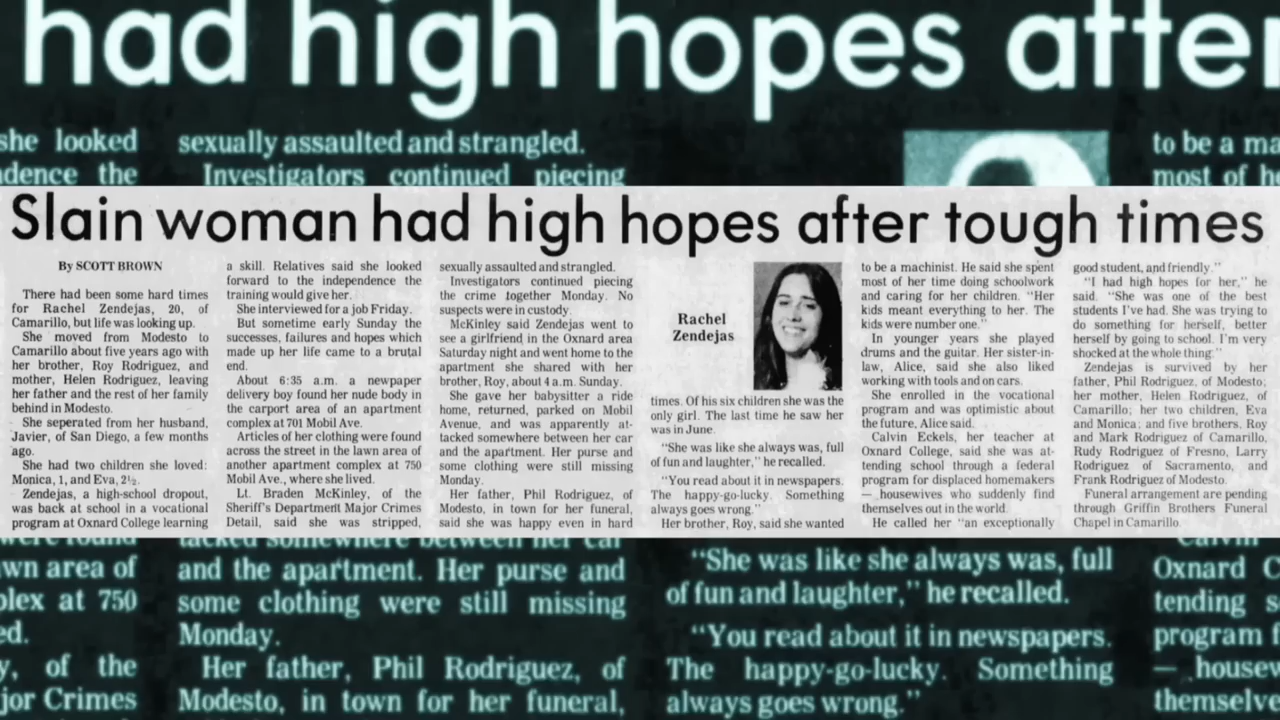 had high hopes after
she looked
dence the
sexually assaulted and strangled.
Investigators continued piecing
to be a ma
most of he
Slain woman had high hopes after tough times
By SCOTT BROWN
There had been some hard times
for Rachel Zendejas, 20, of
Camarillo, but life was looking up.
She moved from Modesto to
Camarillo about five years ago with
her brother, Roy Rodriguez, and
mother, Helen Rodriguez, leaving
her father and the rest of her family
behind in Modesto.
She seperated from her husband,
Javier, of San Diego, a few months
ago.
She had two children she loved:
Monica, 1, and Eva, 2½.
Zendejas, a high-school dropout,
was back at school in a vocational
program at Oxnard College learning
a skill. Relatives said she looked
forward to the independence the
training would give her.
She interviewed for a job Friday.
But sometime early Sunday the
successes, failures and hopes which
made up her life came to a brutal
end.
About 6:35 a.m. a newpaper
delivery boy found her nude body in
the carport area of an apartment
complex at 701 Mobil Ave.
Articles of her clothing were found
across the street in the lawn area of
another apartment complex at 750
Mobil Ave., where she lived.
Lt. Braden McKinley, of the
Sheriff's Department Major Crimes
Detail, said she was stripped,
sexually assaulted and strangled.
Investigators continued piecing
the crime together Monday. No
suspects were in custody.
McKinley said Zendejas went to
see a girlfriend in the Oxnard area
Saturday night and went home to the
apartment she shared with her
brother, Roy, about 4 a.m. Sunday.
She gave her babysitter a ride
home, returned, parked on Mobil
Avenue, and was apparently at-
tacked somewhere between her car
and the apartment. Her purse and
some clothing were still missing
Monday.
Her father, Phil Rodriguez, of
Modesto, in town for her funeral,
said she was happy even in hard
Rachel
Zendejas
times. Of his six children she was the
only girl. The last time he saw her
was in June.
"She was like she always was, full
of fun and laughter," he recalled.
"You read about it in newspapers.
The happy-go-lucky. Something
always goes wrong."
Her brother, Roy, said she wanted
to be a machinist. He said she spent
most of her time doing schoolwork
and caring for her children. "Her
kids meant everything to her. The
kids were number one."
In younger years she played
drums and the guitar. Her sister-in-
law, Alice, said she also liked
working with tools and on cars.
She enrolled in the vocational
program and was optimistic about
the future, Alice said.
Calvin Eckels, her teacher at
Oxnard College, said she was at-
tending school through a federal
program for displaced homemakers
— housewives who suddenly find
themselves out in the world.
He called her "an exceptionally
good student, and friendly."
"I had high hopes for her," he
said. "She was one of the best
students I've had. She was trying to
do something for herself, better
herself by going to school. I'm very
shocked at the whole thing."
Zendejas is survived by her
father, Phil Rodriguez, of Modesto;
her mother, Helen Rodriguez, of
Camarillo; her two children, Eva
and Monica; and five brothers, Roy
and Mark Rodriguez of Camarillo,
Rudy Rodriguez of Fresno, Larry
Rodriguez of Sacramento, and
Frank Rodriguez of Modesto.
Funeral arrangement are pending
through Griffin Brothers Funeral
Chapel in Camarillo.
were found
wn area of
plex at 750
ed.
y, of the
jor Crimes
tacked somewhere between her car
and the apartment. Her purse and
some clothing were still missing
Monday.
Her father, Phil Rodriguez, of
Modesto, in town for her funeral,
"She was like she always was, full
of fun and laughter," he recalled.
"You read about it in newspapers.
The happy-go-lucky. Something
always goes wrong."
Calvin
Oxnard C
tending s
program f
— housew
themselve